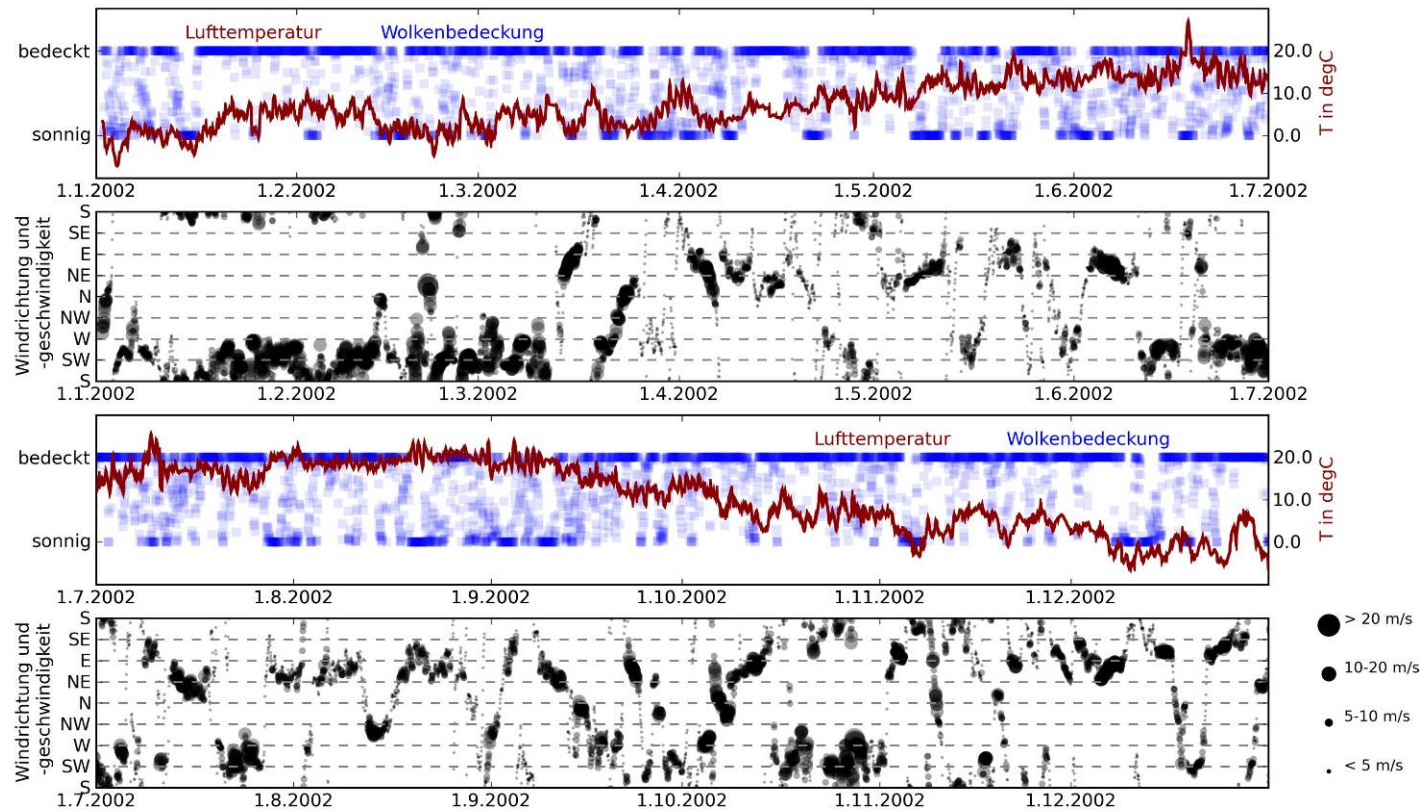 Lufttemperatur Wolkenbedeckung
bedeckt
sonnig
20.0
10.0
0.0
T in degC
1.1.2002 1.2.2002 1.3.2002 1.4.2002 1.5.2002 1.6.2002 1.7.2002
Windrichtung und
-geschwindigkeit
S
SE
E
NE
N
NW
W
SW
S
1.1.2002 1.2.2002 1.3.2002 1.4.2002 1.5.2002 1.6.2002 1.7.2002
Lufttemperatur Wolkenbedeckung
bedeckt
sonnig
20.0
10.0
0.0
T in degC
1.7.2002 1.8.2002 1.9.2002 1.10.2002 1.11.2002 1.12.2002
Windrichtung und
-geschwindigkeit
S
SE
E
NE
N
NW
W
SW
S
1.7.2002 1.8.2002 1.9.2002 1.10.2002 1.11.2002 1.12.2002
> 20 m/s
10-20 m/s
5-10 m/s
< 5 m/s